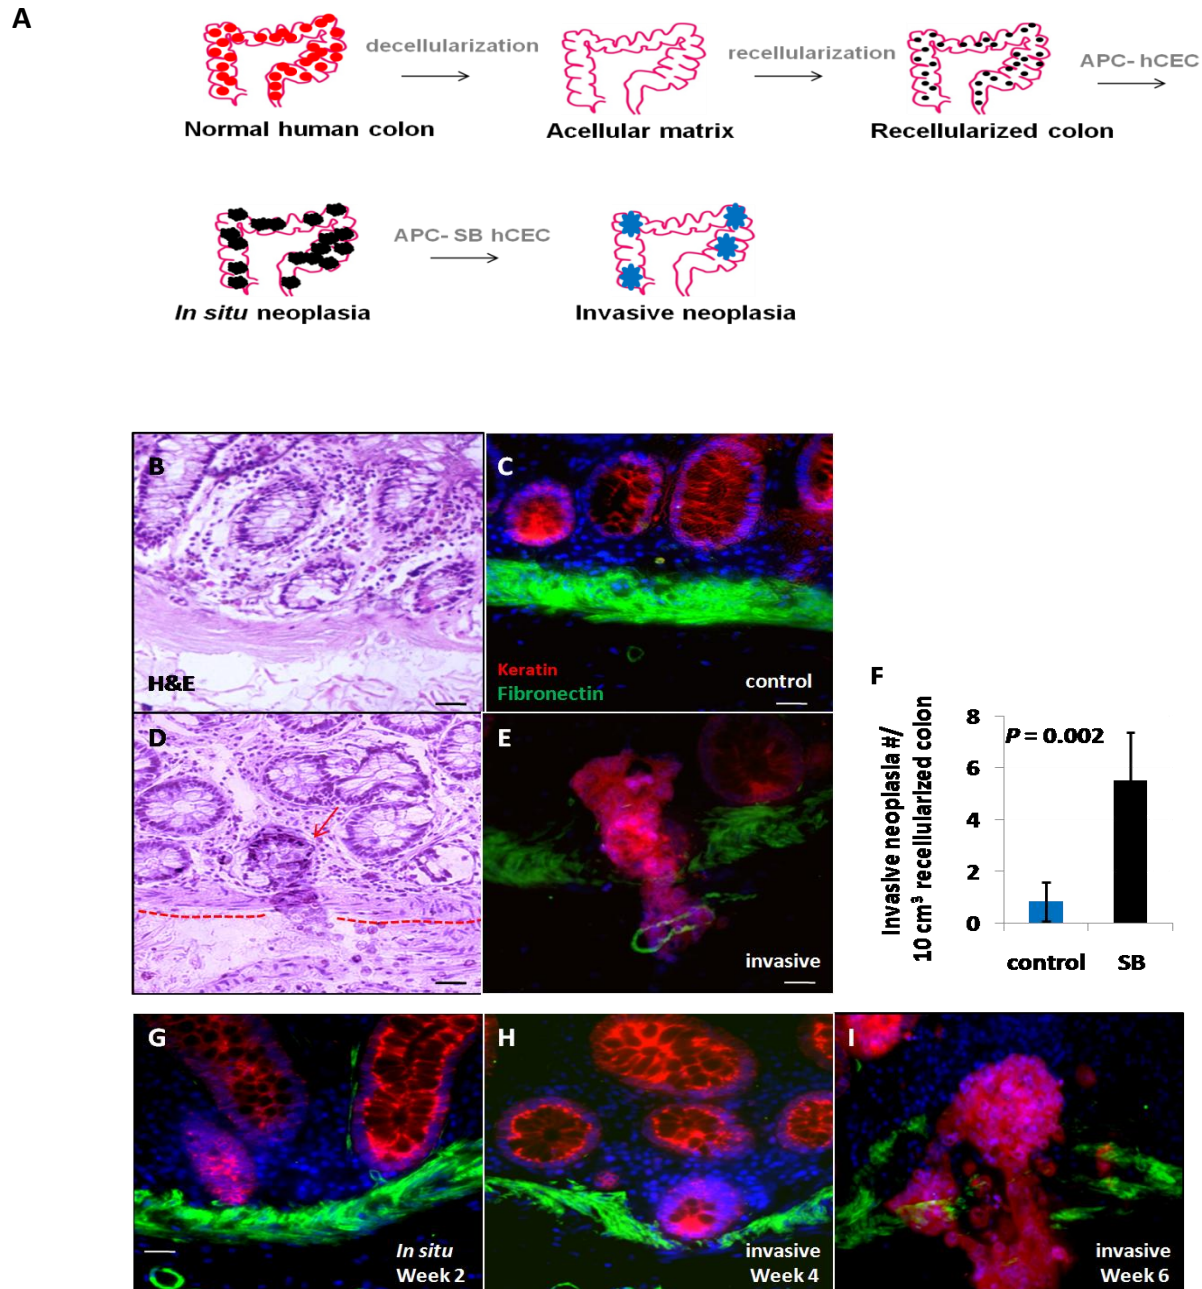 A
decellularization
recellularization
APC- hCEC
Normal human colon
Acellular matrix
Recellularized colon
APC- SB hCEC
In situ neoplasia
Invasive neoplasia
B
H&E
C
Keratin
Fibronectin
control
D
E
invasive
F
Invasive neoplasia #/
10 cm³ recellularized colon
P = 0.002
8
6
4
2
0
control
SB
G
In situ
Week 2
H
invasive
Week 4
I
invasive
Week 6